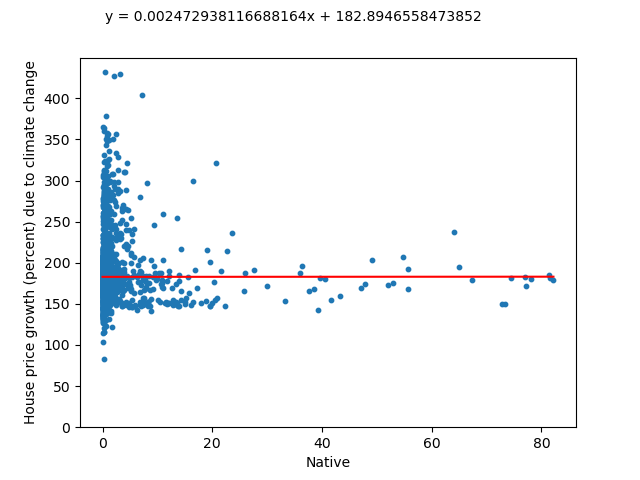 y = 0.002472938116688164x + 182.8946558473852
House price growth (percent) due to climate change
400
350
300
250
200
150
100
50
0
0 20 40 60 80
Native